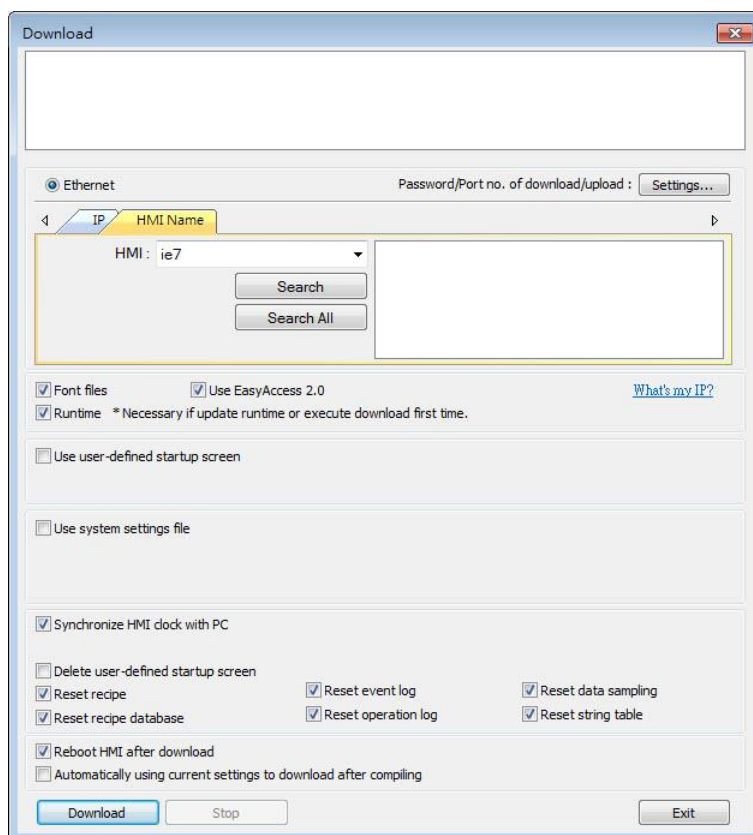 Download
Ethernet Password/Port no. of download/upload : Settings...
IP HMI Name
HMI : ie7
Search
Search All
Font files Use EasyAccess 2.0 What's my IP?
Runtime * Necessary if update runtime or execute download first time.
Use user-defined startup screen
Use system settings file
Synchronize HMI clock with PC
Delete user-defined startup screen
Reset recipe Reset event log Reset data sampling
Reset recipe database Reset operation log Reset string table
Reboot HMI after download
Automatically using current settings to download after compiling
Download Stop Exit